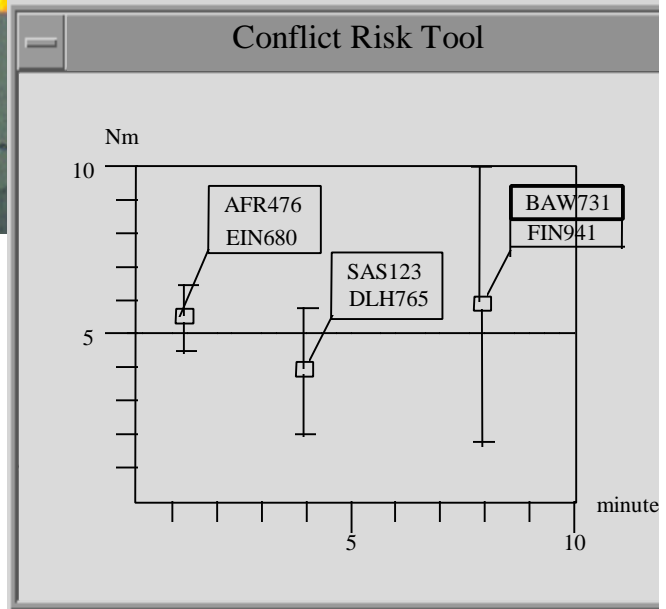 Conflict Risk Tool
Nm
10
AFR476
EIN680
BAW731
FIN941
SAS123
DLH765
5
minute
5
10